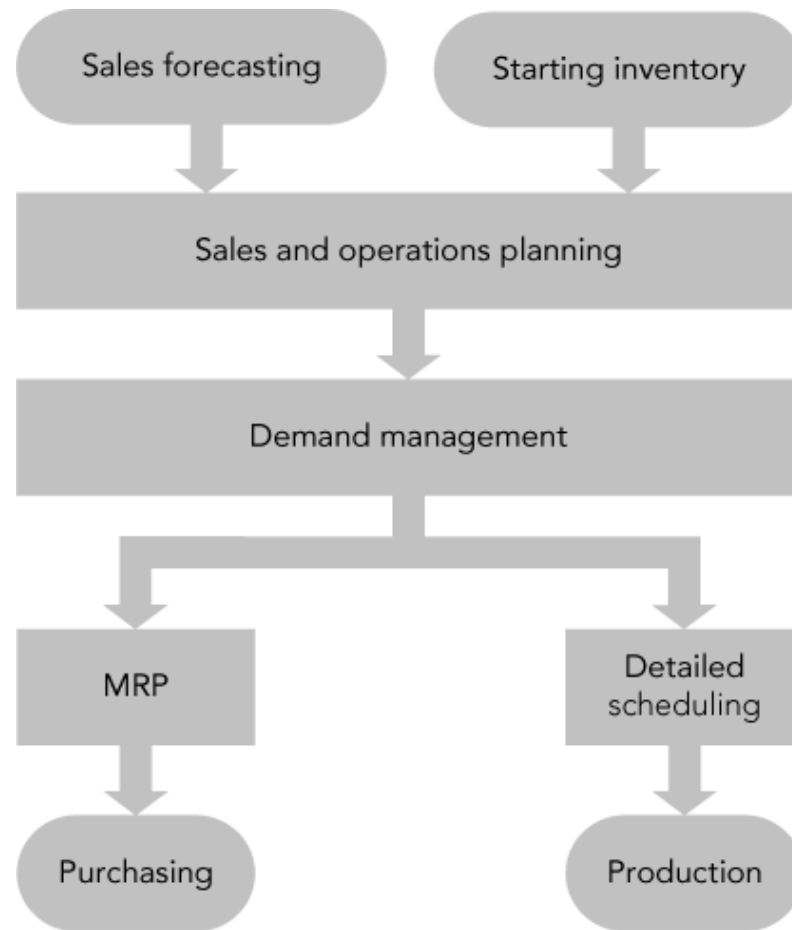 Sales forecasting
Starting inventory
Sales and operations planning
Demand management
MRP
Detailed
scheduling
Purchasing
Production